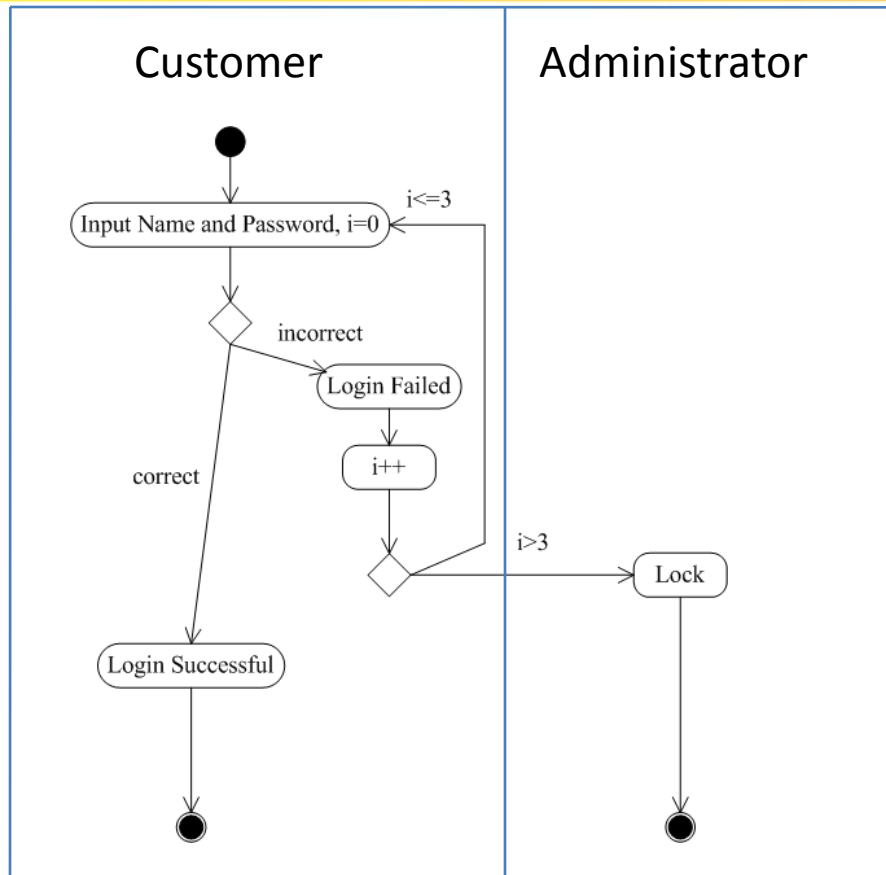 Customer
Administrator
i<=3
Input Name and Password, i=0
incorrect
Login Failed
i++
correct
i>3
Lock
Login Successful